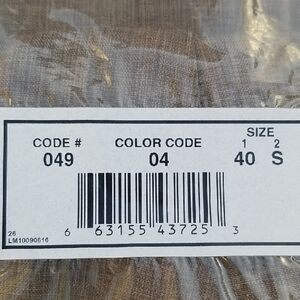 SIZE
CODE # COLOR CODE 1 2
049 04 40 S
26
LM10090616
6 63155 43725 3